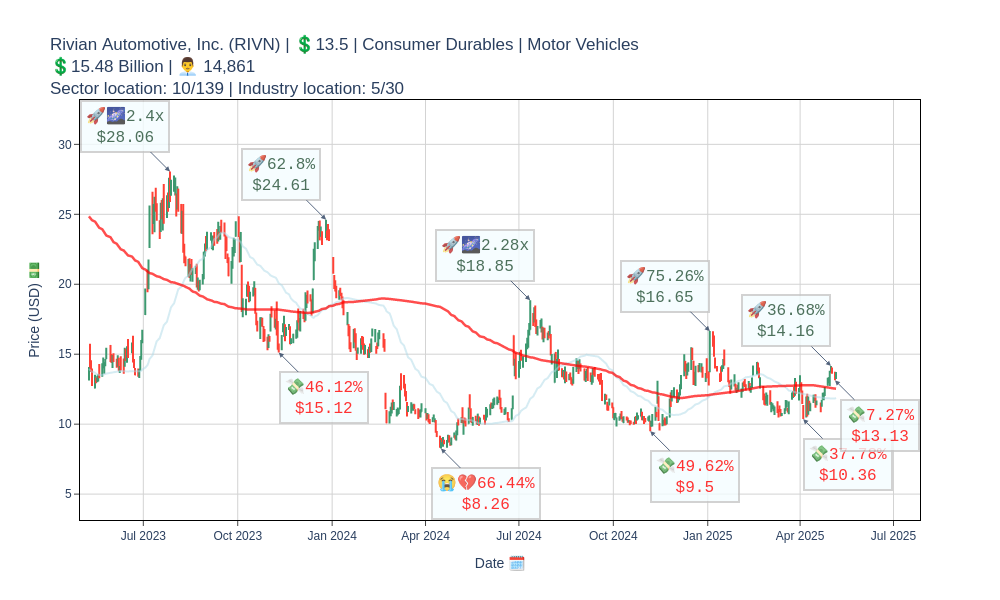 Rivian Automotive, Inc. (RIVN) | 💲13.5 | Consumer Durables | Motor Vehicles
💲15.48 Billion | 👨‍💼 14,861
Sector location: 10/139 | Industry location: 5/30
🚀🌌2.4x
$28.06
🚀62.8%
$24.61
🚀🌌2.28x
$18.85
🚀75.26%
$16.65
🚀36.68%
$14.16
💸46.12%
$15.12
😭💔66.44%
$8.26
💸49.62%
$9.5
💸7.27%
$13.13
💸37.78%
$10.36
Price (USD) 💵
30
25
20
15
10
5
Jul 2023
Oct 2023
Jan 2024
Apr 2024
Jul 2024
Oct 2024
Jan 2025
Apr 2025
Jul 2025
Date 🗓️